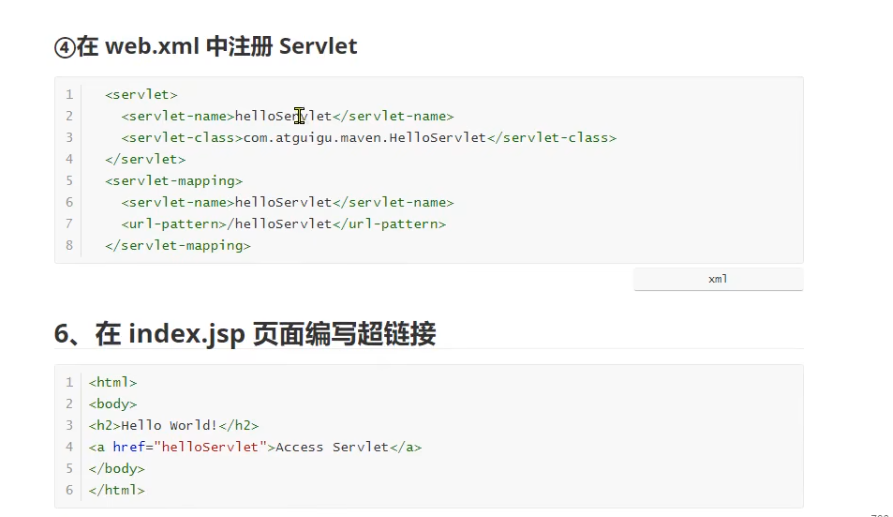 ④在 web.xml 中注册 Servlet
1 <servlet>
2 <servlet-name>helloServlet</servlet-name>
3 <servlet-class>com.atguigu.maven.HelloServlet</servlet-class>
4 </servlet>
5 <servlet-mapping>
6 <servlet-name>helloServlet</servlet-name>
7 <url-pattern>/helloServlet</url-pattern>
8 </servlet-mapping>
xml
6、在 index.jsp 页面编写超链接
1 <html>
2 <body>
3 <h2>Hello World!</h2>
4 <a href="helloServlet">Access Servlet</a>
5 </body>
6 </html>